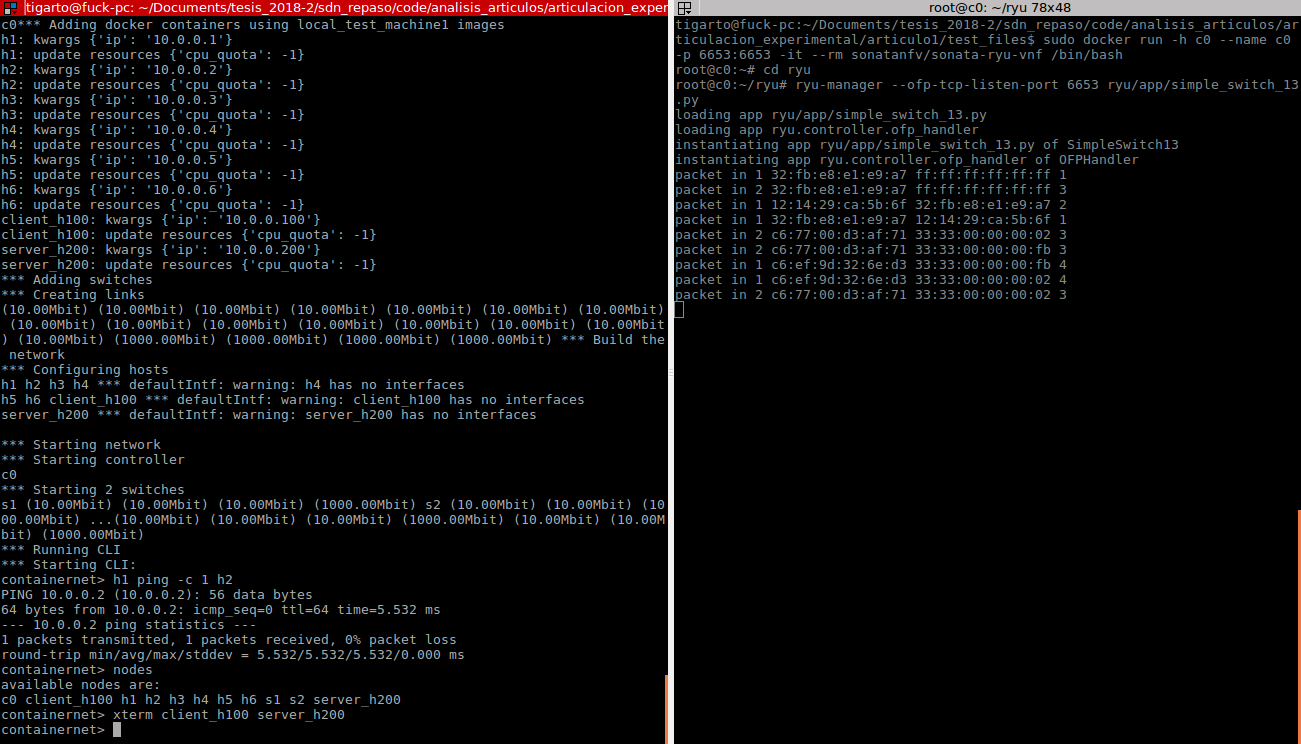 tigarto@fuck-pc: ~/Documents/tesis_2018-2/sdn_repaso/code/analisis_articulos/articulacion_exper
c0*** Adding docker containers using local_test_machine1 images
h1: kwargs {'ip': '10.0.0.1'}
h1: update resources {'cpu_quota': -1}
h2: kwargs {'ip': '10.0.0.2'}
h2: update resources {'cpu_quota': -1}
h3: kwargs {'ip': '10.0.0.3'}
h3: update resources {'cpu_quota': -1}
h4: kwargs {'ip': '10.0.0.4'}
h4: update resources {'cpu_quota': -1}
h5: kwargs {'ip': '10.0.0.5'}
h5: update resources {'cpu_quota': -1}
h6: kwargs {'ip': '10.0.0.6'}
h6: update resources {'cpu_quota': -1}
client_h100: kwargs {'ip': '10.0.0.100'}
client_h100: update resources {'cpu_quota': -1}
server_h200: kwargs {'ip': '10.0.0.200'}
server_h200: update resources {'cpu_quota': -1}
*** Adding switches
*** Creating links
(10.00Mbit) (10.00Mbit) (10.00Mbit) (10.00Mbit) (10.00Mbit) (10.00Mbit) (10.00Mbit)
(10.00Mbit) (10.00Mbit) (10.00Mbit) (10.00Mbit) (10.00Mbit) (10.00Mbit) (10.00Mbit
) (10.00Mbit) (1000.00Mbit) (1000.00Mbit) (1000.00Mbit) (1000.00Mbit) *** Build the
network
*** Configuring hosts
h1 h2 h3 h4 *** defaultIntf: warning: h4 has no interfaces
h5 h6 client_h100 *** defaultIntf: warning: client_h100 has no interfaces
server_h200 *** defaultIntf: warning: server_h200 has no interfaces
*** Starting network
*** Starting controller
c0
*** Starting 2 switches
s1 (10.00Mbit) (10.00Mbit) (10.00Mbit) (1000.00Mbit) s2 (10.00Mbit) (10.00Mbit) (10
00.00Mbit) ...(10.00Mbit) (10.00Mbit) (10.00Mbit) (1000.00Mbit) (10.00Mbit) (10.00M
bit) (1000.00Mbit)
*** Running CLI
*** Starting CLI:
containernet> h1 ping -c 1 h2
PING 10.0.0.2 (10.0.0.2): 56 data bytes
64 bytes from 10.0.0.2: icmp_seq=0 ttl=64 time=5.532 ms
--- 10.0.0.2 ping statistics ---
1 packets transmitted, 1 packets received, 0% packet loss
round-trip min/avg/max/stddev = 5.532/5.532/5.532/0.000 ms
containernet> nodes
available nodes are:
c0 client_h100 h1 h2 h3 h4 h5 h6 s1 s2 server_h200
containernet> xterm client_h100 server_h200
containernet>
root@c0: ~/ryu 78x48
tigarto@fuck-pc:~/Documents/tesis_2018-2/sdn_repaso/code/analisis_articulos/ar
ticulacion_experimental/articulo1/test_files$ sudo docker run -h c0 --name c0
-p 6653:6653 -it --rm sonatanfv/sonata-ryu-vnf /bin/bash
root@c0:~# cd ryu
root@c0:~/ryu# ryu-manager --ofp-tcp-listen-port 6653 ryu/app/simple_switch_13
.py
loading app ryu/app/simple_switch_13.py
loading app ryu.controller.ofp_handler
instantiating app ryu/app/simple_switch_13.py of SimpleSwitch13
instantiating app ryu.controller.ofp_handler of OFPHandler
packet in 1 32:fb:e8:e1:e9:a7 ff:ff:ff:ff:ff:ff 1
packet in 2 32:fb:e8:e1:e9:a7 ff:ff:ff:ff:ff:ff 3
packet in 1 12:14:29:ca:5b:6f 32:fb:e8:e1:e9:a7 2
packet in 1 32:fb:e8:e1:e9:a7 12:14:29:ca:5b:6f 1
packet in 2 c6:77:00:d3:af:71 33:33:00:00:00:02 3
packet in 2 c6:77:00:d3:af:71 33:33:00:00:00:fb 3
packet in 1 c6:ef:9d:32:6e:d3 33:33:00:00:00:fb 4
packet in 1 c6:ef:9d:32:6e:d3 33:33:00:00:00:02 4
packet in 2 c6:77:00:d3:af:71 33:33:00:00:00:02 3